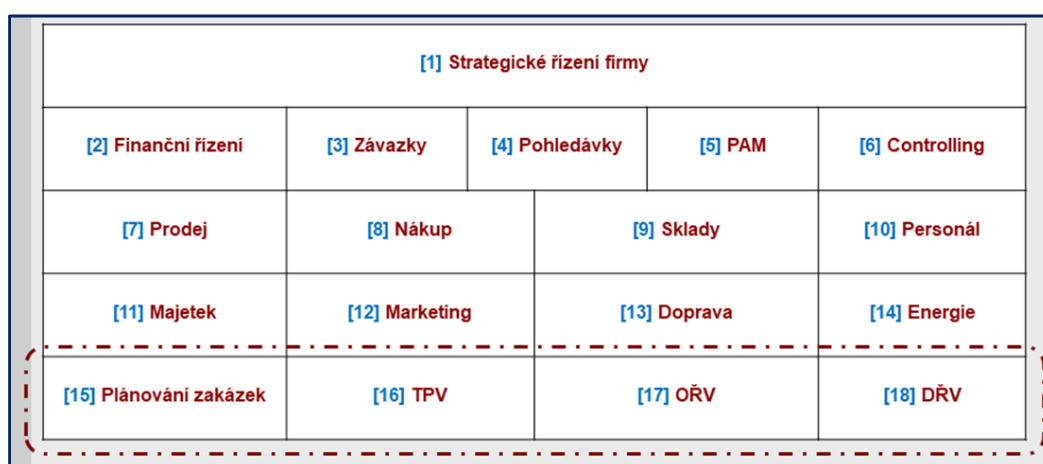 [1] Strategické řízení firmy
[2] Finanční řízení
[3] Závazky
[4] Pohledávky
[5] PAM
[6] Controlling
[7] Prodej
[8] Nákup
[9] Sklady
[10] Personál
[11] Majetek
[12] Marketing
[13] Doprava
[14] Energie
[15] Plánování zakázek
[16] TPV
[17] OŘV
[18] DŘV